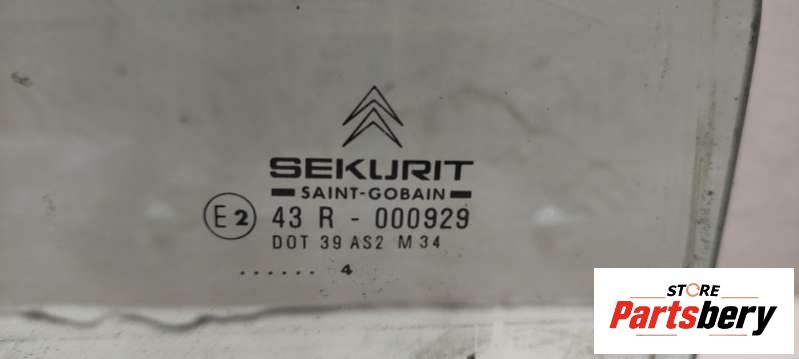 SEKURIT
SAINT-GOBAIN
E2 43 R - 000929
DOT 39 AS2 M 34
...... 4
STORE
Partsbery